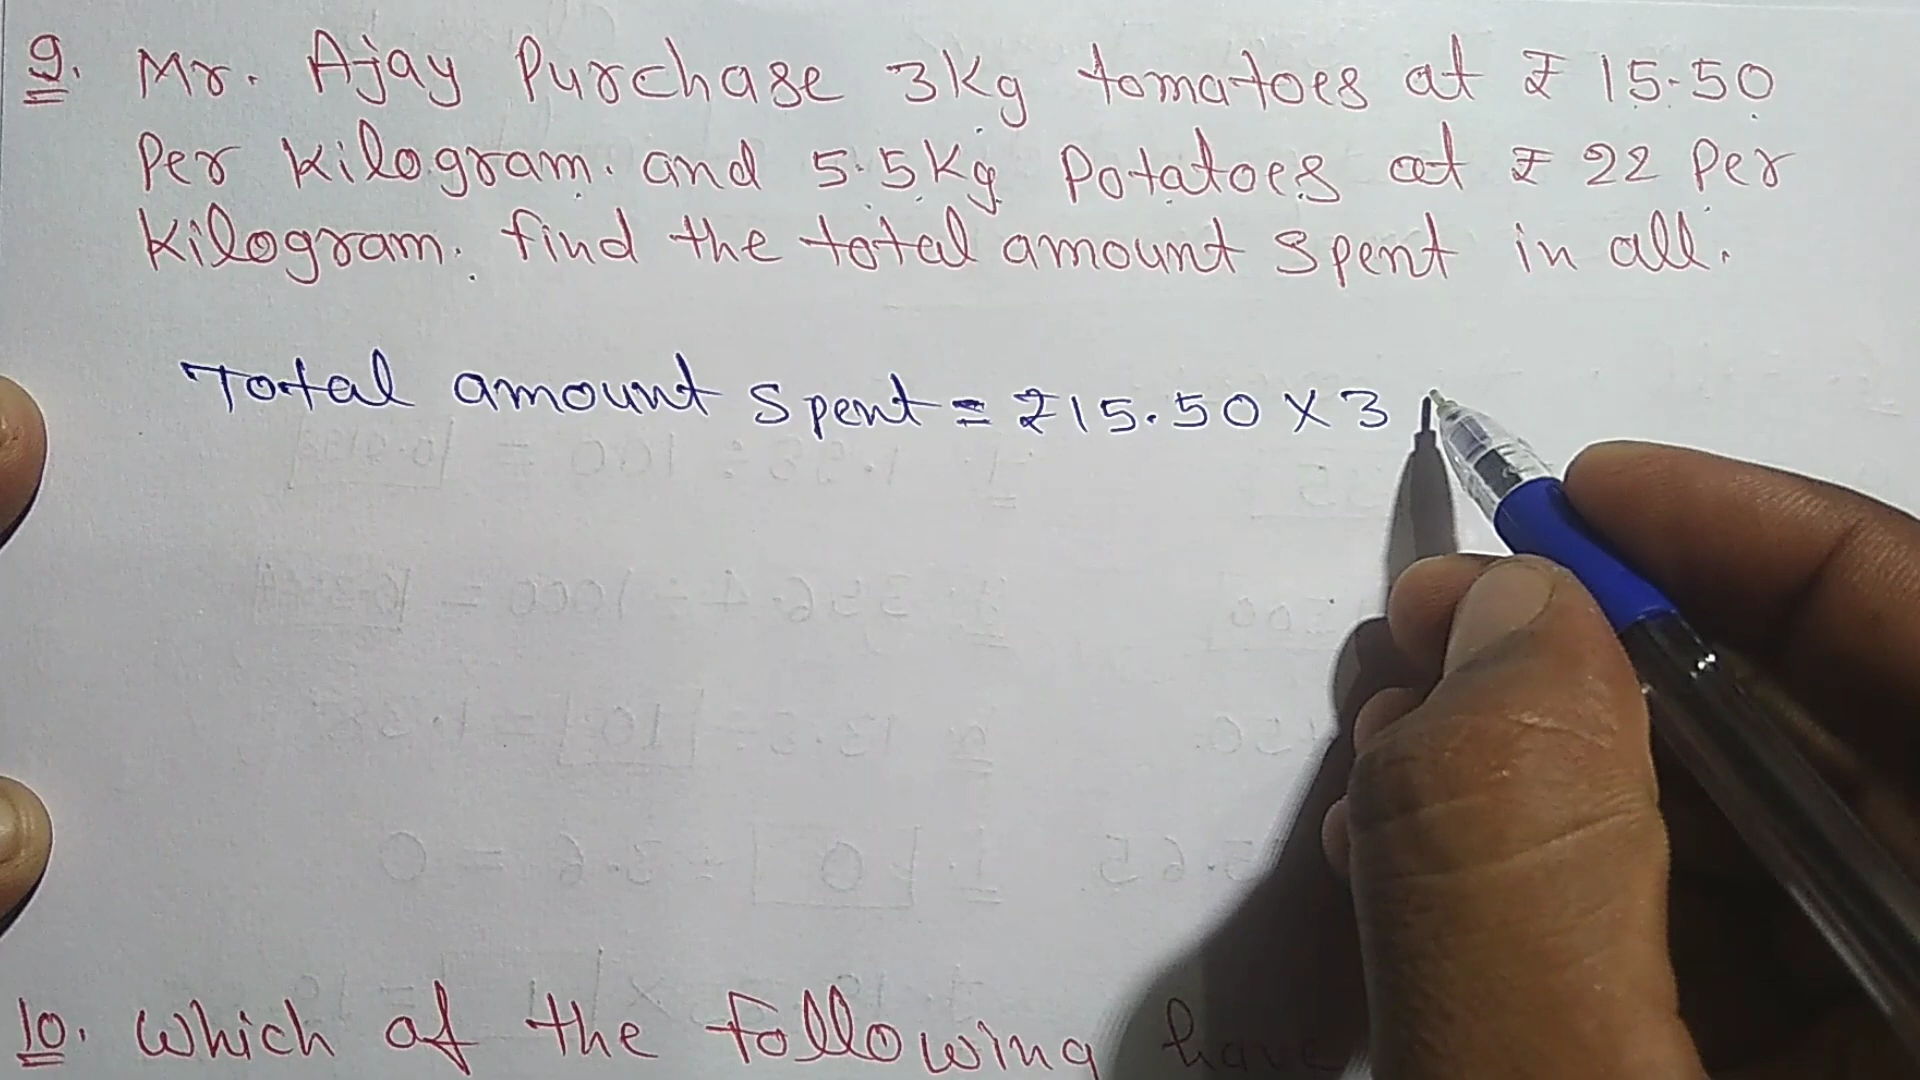 9. Mr. Ajay Purchase 3Kg tomatoes at ₹ 15.50
Per kilogram. and 5.5Kg Potatoes at ₹ 22 Per
kilogram. find the total amount spent in all.
Total amount spent = ₹15.50 × 3
10. Which of the following have